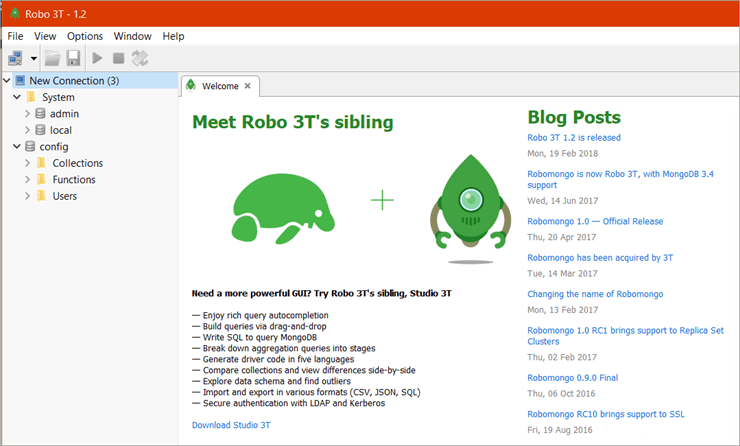 Robo 3T - 1.2
File View Options Window Help
New Connection (3)
System
admin
local
config
Collections
Functions
Users
Welcome
Meet Robo 3T's sibling
Need a more powerful GUI? Try Robo 3T's sibling, Studio 3T
— Enjoy rich query autocompletion
— Build queries via drag-and-drop
— Write SQL to query MongoDB
— Break down aggregation queries into stages
— Generate driver code in five languages
— Compare collections and view differences side-by-side
— Explore data schema and find outliers
— Import and export in various formats (CSV, JSON, SQL)
— Secure authentication with LDAP and Kerberos
Download Studio 3T
Blog Posts
Robo 3T 1.2 is released
Mon, 19 Feb 2018
Robomongo is now Robo 3T, with MongoDB 3.4
support
Wed, 14 Jun 2017
Robomongo 1.0 — Official Release
Thu, 20 Apr 2017
Robomongo has been acquired by 3T
Tue, 14 Mar 2017
Changing the name of Robomongo
Mon, 13 Feb 2017
Robomongo 1.0 RC1 brings support to Replica Set
Clusters
Thu, 02 Feb 2017
Robomongo 0.9.0 Final
Thu, 06 Oct 2016
Robomongo RC10 brings support to SSL
Fri, 19 Aug 2016